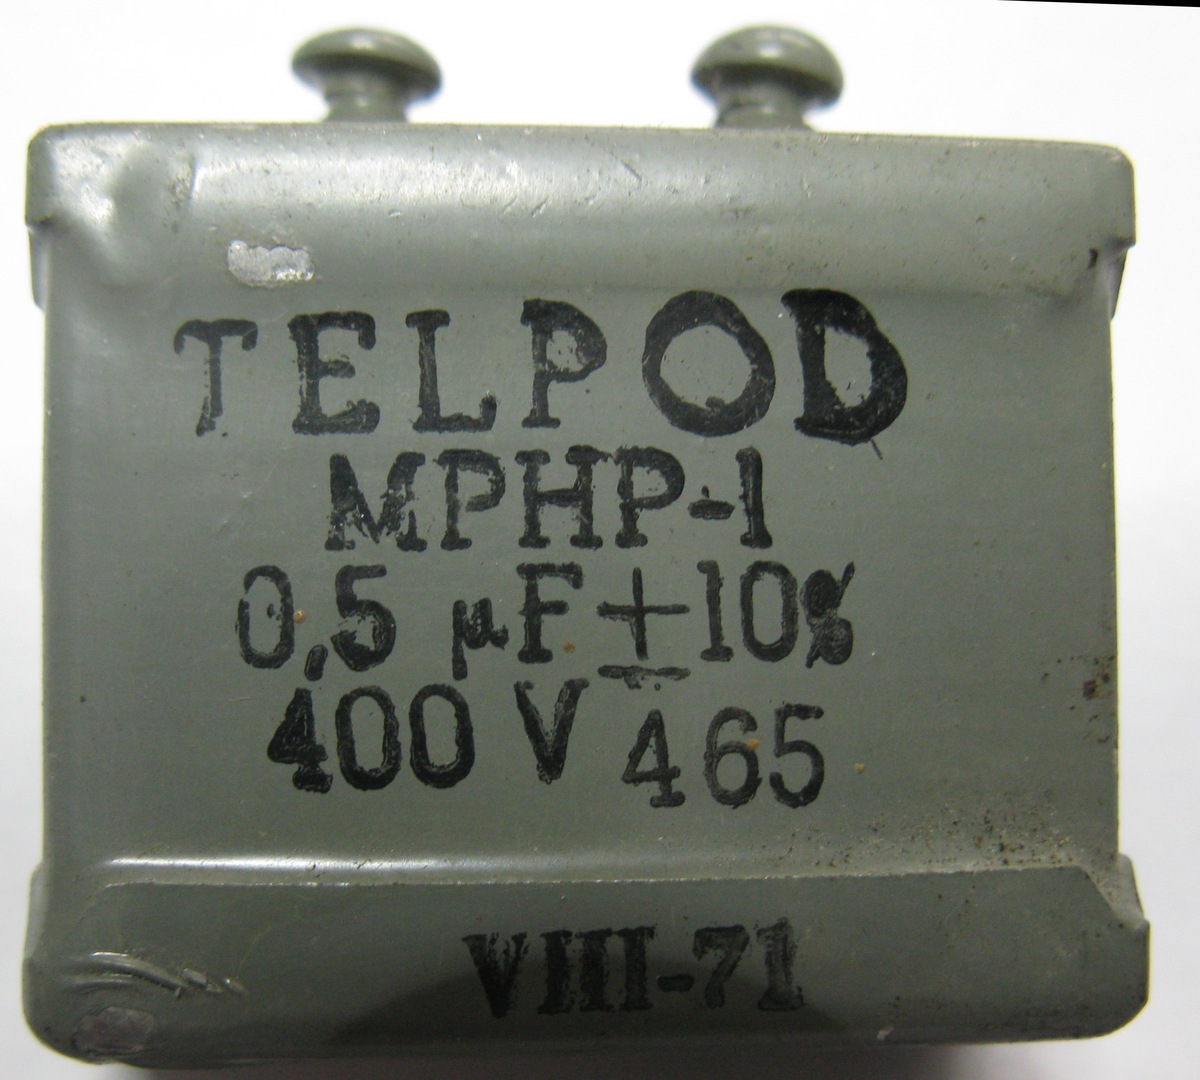 TELPOD
MPHP-1
0,5 µF ±10%
400 V 465
VIII-71